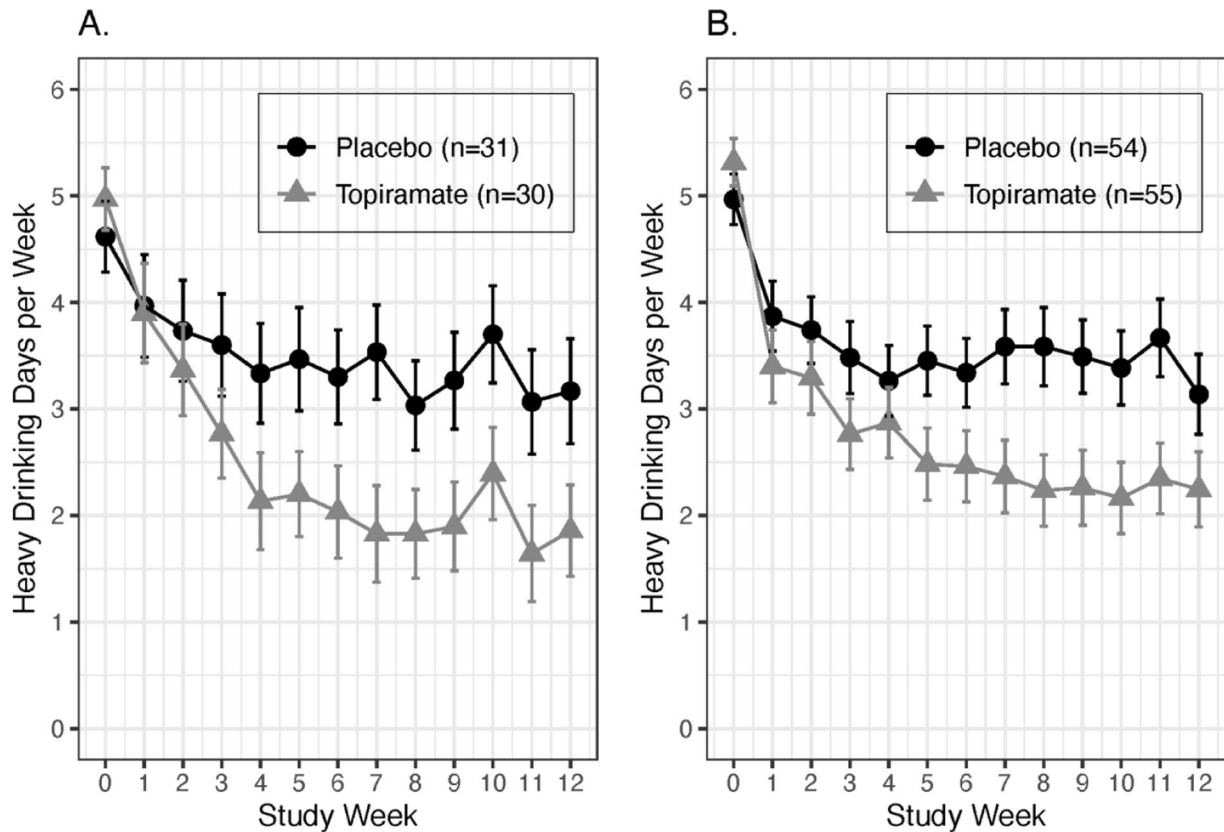 A.
Heavy Drinking Days per Week
6
5
4
3
2
1
0
Placebo (n=31)
Topiramate (n=30)
0 1 2 3 4 5 6 7 8 9 10 11 12
Study Week
B.
Heavy Drinking Days per Week
6
5
4
3
2
1
0
Placebo (n=54)
Topiramate (n=55)
0 1 2 3 4 5 6 7 8 9 10 11 12
Study Week